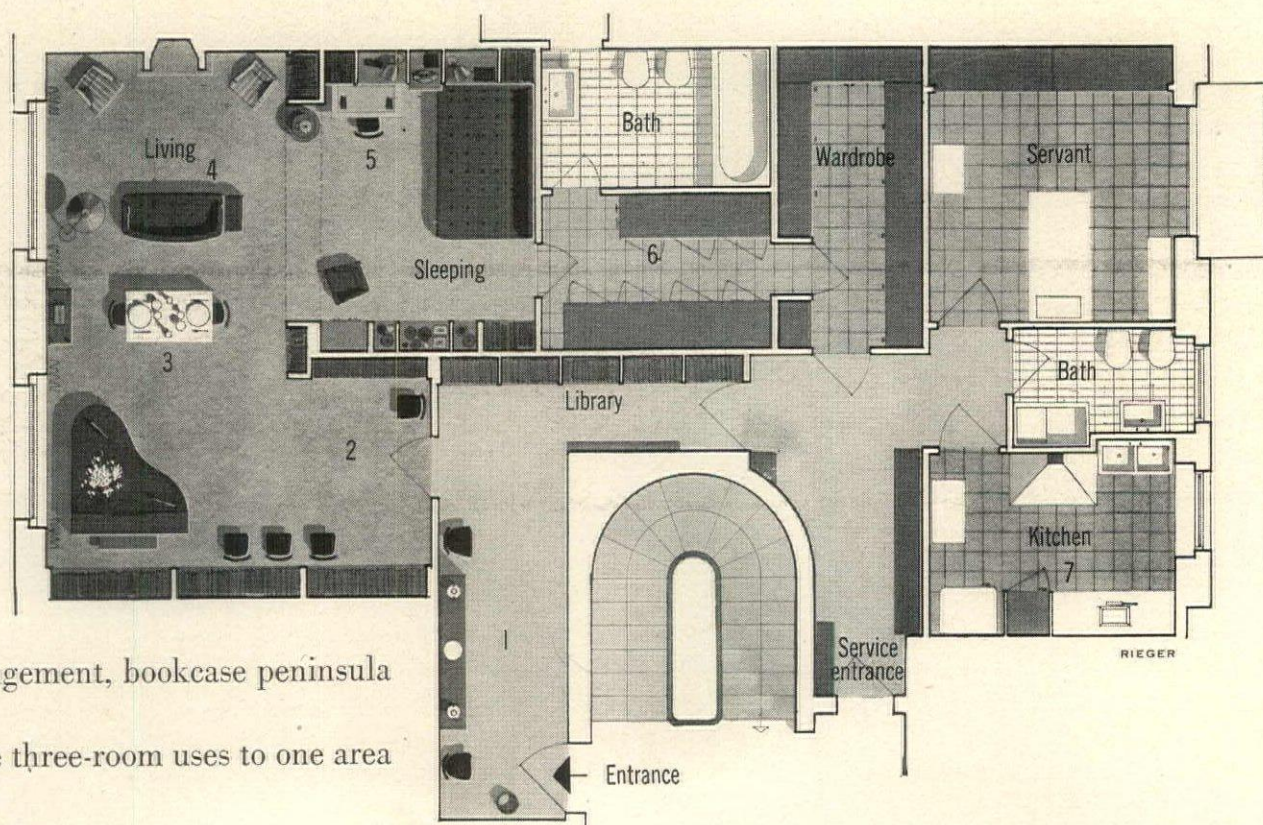 Living
4
5
Bath
Wardrobe
Servant
Sleeping
6
3
Bath
Library
2
Kitchen
7
1
Service
entrance
RIEGER
gement, bookcase peninsula
three-room uses to one area
Entrance